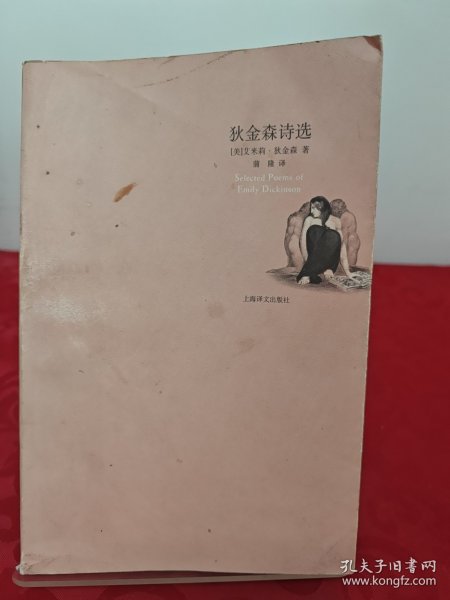 狄金森诗选
[美]艾米莉·狄金森 著
蒲隆 译
Selected Poems of
Emily Dickinson
上海译文出版社
孔夫子旧书网
www.kongfz.com